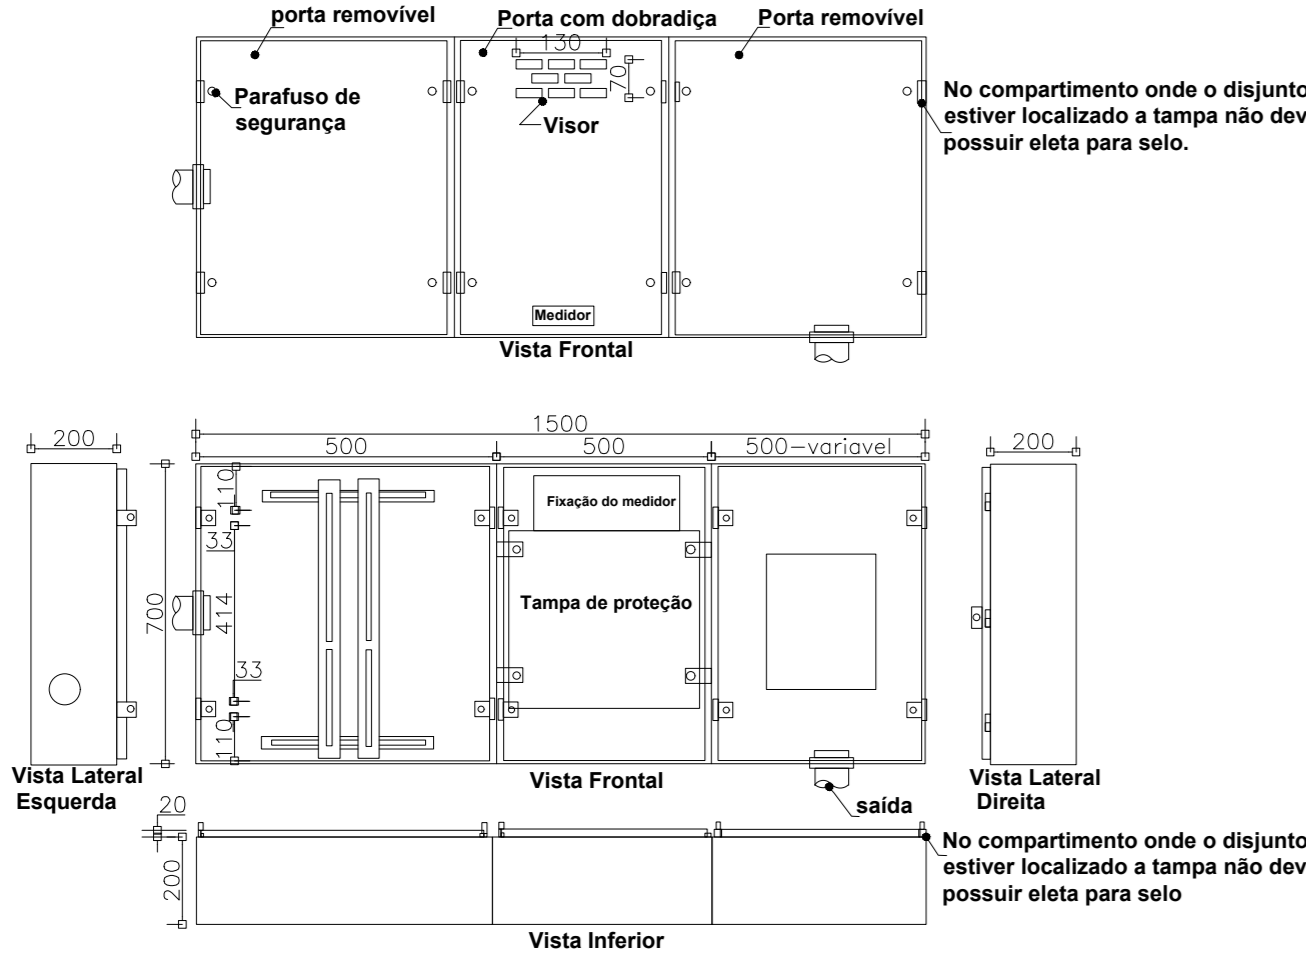 porta removível
Porta com dobradiça
Porta removível
130
70
Parafuso de
segurança
Visor
No compartimento onde o disjunto
estiver localizado a tampa não dev
possuir eleta para selo.
Medidor
Vista Frontal
200
1500
500
500
500-variavel
200
110
33
414
700
33
110
Fixação do medidor
Tampa de proteção
Vista Lateral
Esquerda
Vista Frontal
saída
Vista Lateral
Direita
20
200
No compartimento onde o disjunto
estiver localizado a tampa não dev
possuir eleta para selo
Vista Inferior